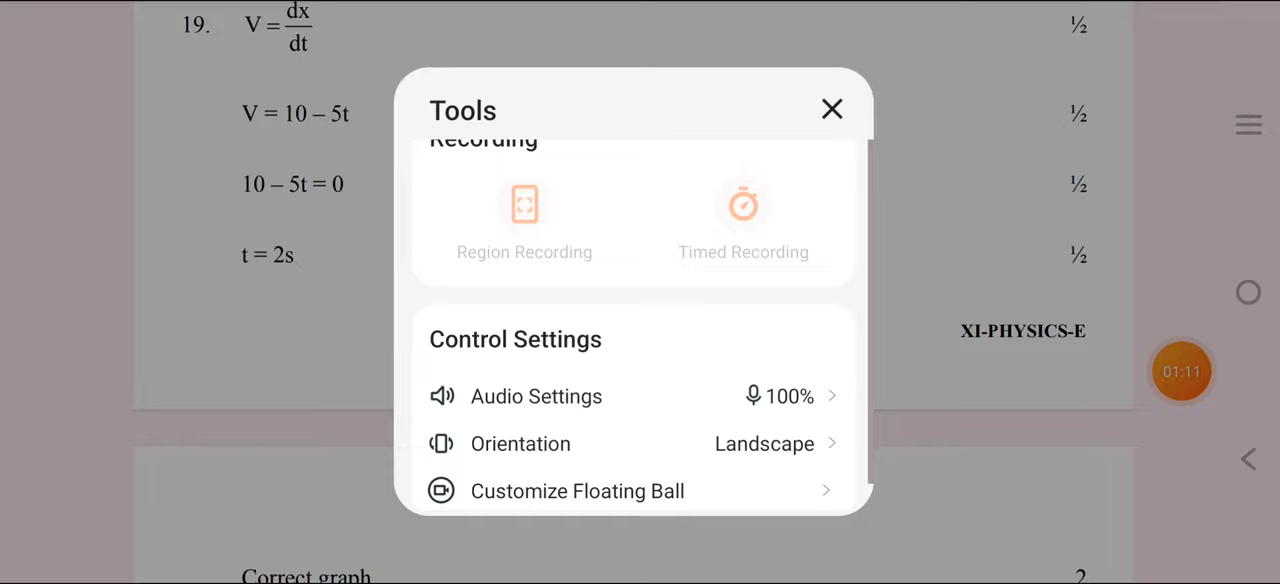 19. V = dx/dt ½
V = 10 – 5t ½
10 – 5t = 0 ½
t = 2s ½
XI-PHYSICS-E
Correct graph 2
Tools
Recording
Region Recording Timed Recording
Control Settings
Audio Settings 100%
Orientation Landscape
Customize Floating Ball
01:11